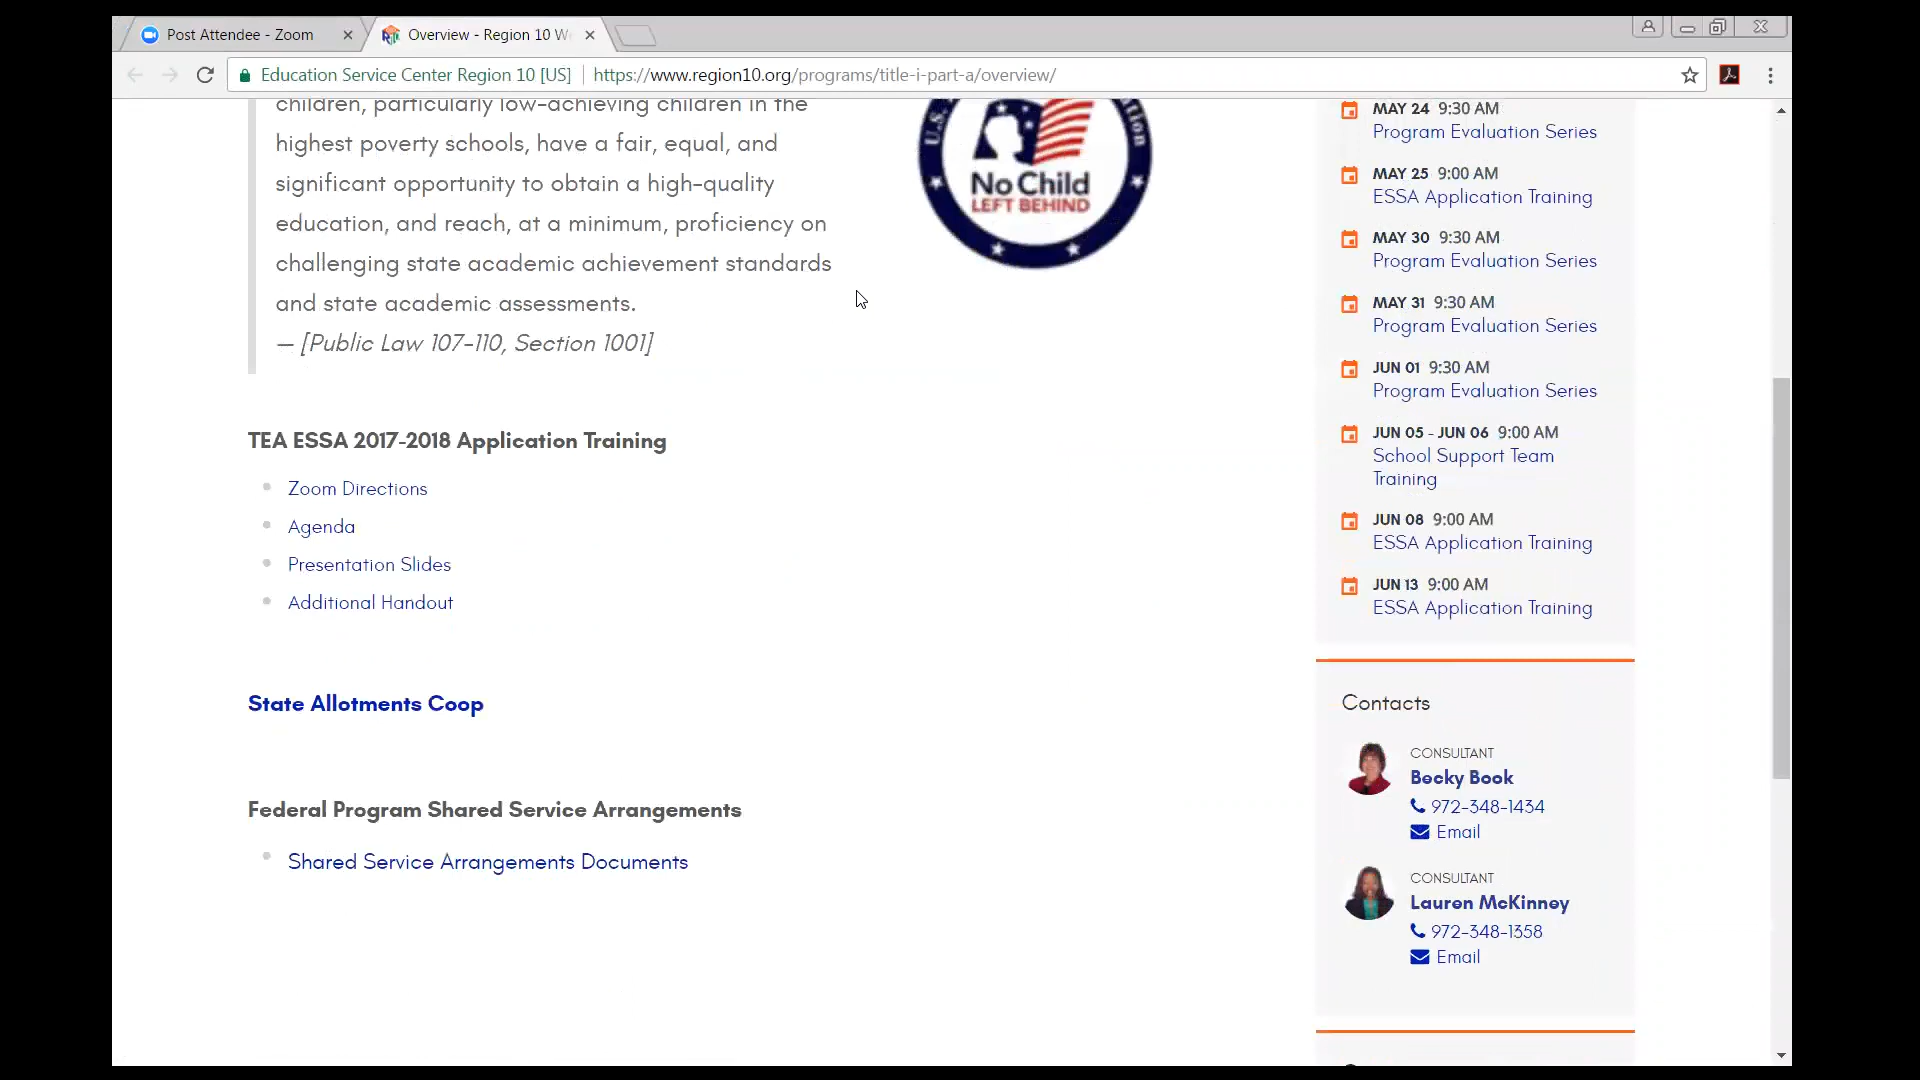 Post Attendee - Zoom
Overview - Region 10 W
Education Service Center Region 10 [US]
https://www.region10.org/programs/title-i-part-a/overview/
children, particularly low-achieving children in the
highest poverty schools, have a fair, equal, and
significant opportunity to obtain a high-quality
education, and reach, at a minimum, proficiency on
challenging state academic achievement standards
and state academic assessments.
— [Public Law 107-110, Section 1001]
U.S.
No Child
LEFT BEHIND
TEA ESSA 2017-2018 Application Training
Zoom Directions
Agenda
Presentation Slides
Additional Handout
State Allotments Coop
Federal Program Shared Service Arrangements
Shared Service Arrangements Documents
MAY 24 9:30 AM
Program Evaluation Series
MAY 25 9:00 AM
ESSA Application Training
MAY 30 9:30 AM
Program Evaluation Series
MAY 31 9:30 AM
Program Evaluation Series
JUN 01 9:30 AM
Program Evaluation Series
JUN 05 - JUN 06 9:00 AM
School Support Team
Training
JUN 08 9:00 AM
ESSA Application Training
JUN 13 9:00 AM
ESSA Application Training
Contacts
CONSULTANT
Becky Book
972-348-1434
Email
CONSULTANT
Lauren McKinney
972-348-1358
Email